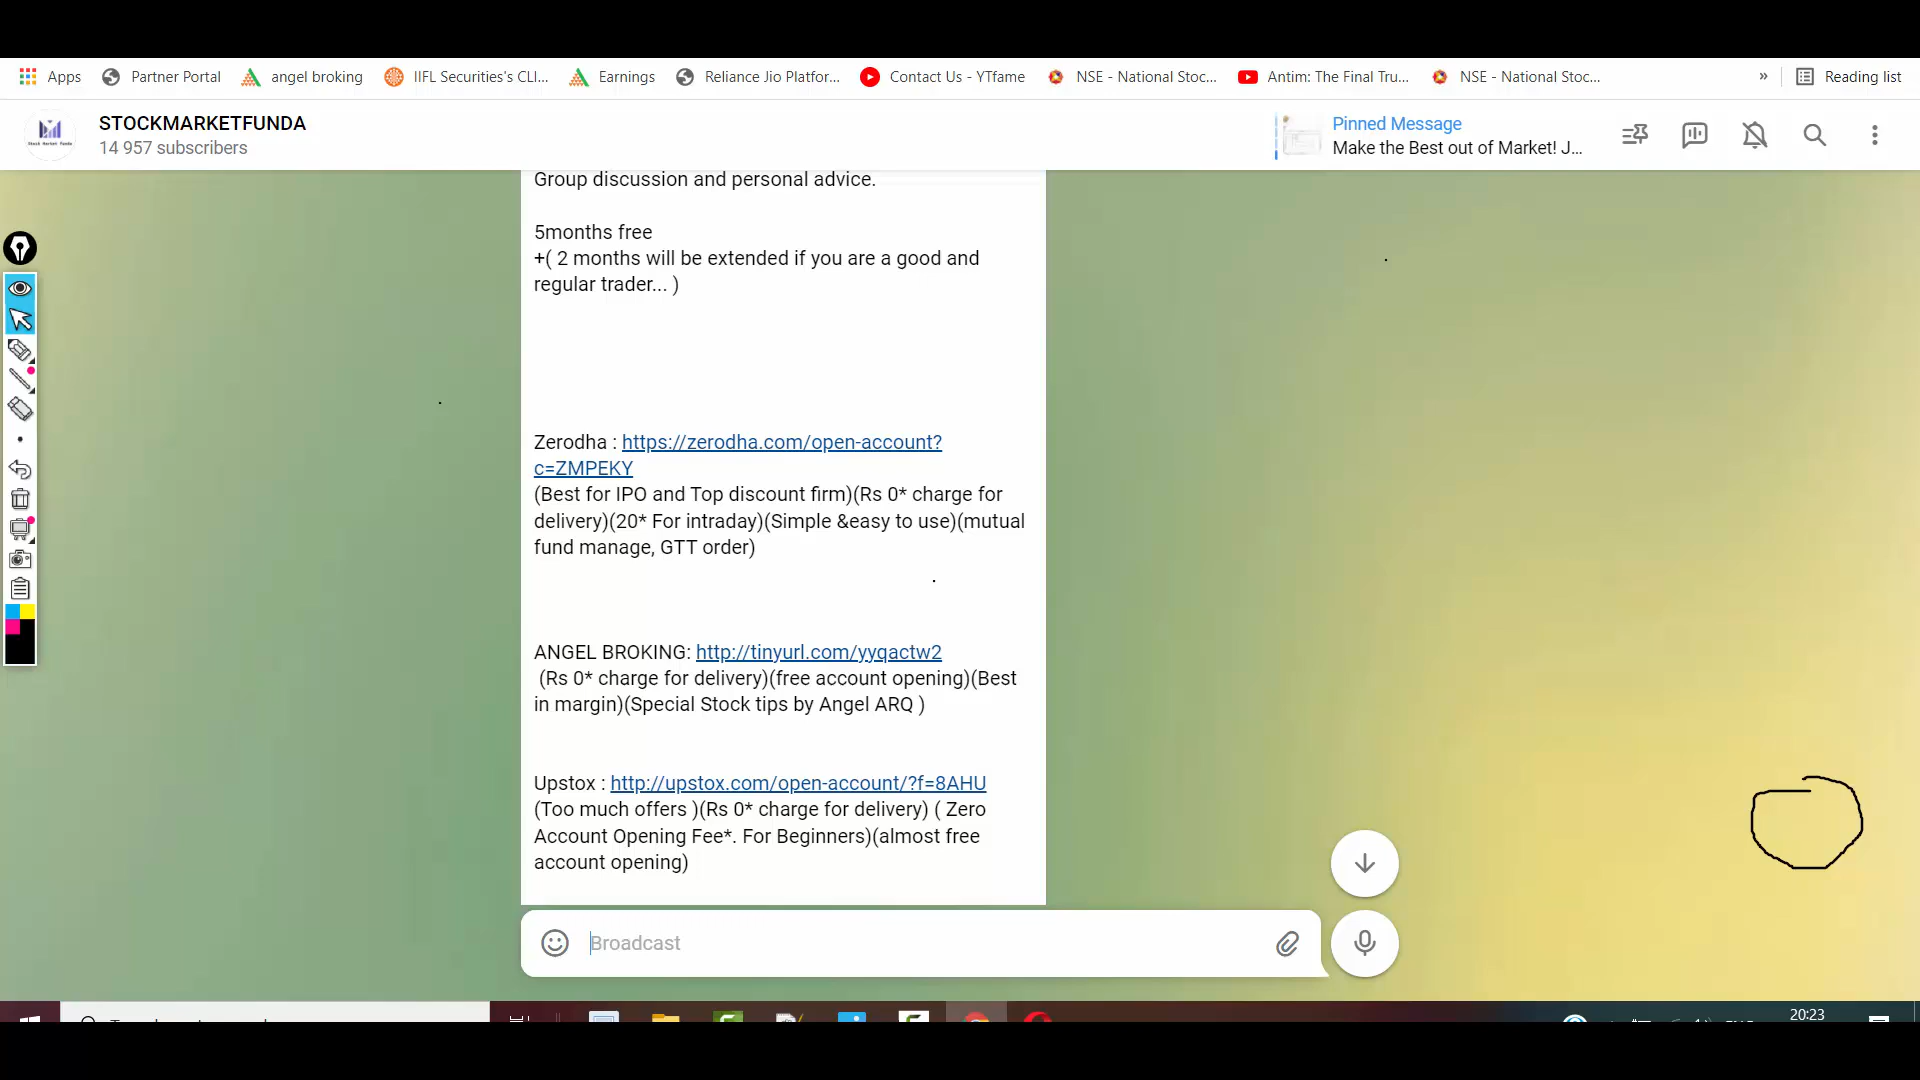 Apps Partner Portal angel broking IIFL Securities's CLI... Earnings Reliance Jio Platfor... Contact Us - YTfame NSE - National Stoc... Antim: The Final Tru... NSE - National Stoc... » Reading list
STOCKMARKETFUNDA
14 957 subscribers
Pinned Message
Make the Best out of Market! J...
Group discussion and personal advice.
5months free
+( 2 months will be extended if you are a good and
regular trader... )
Zerodha : https://zerodha.com/open-account?
c=ZMPEKY
(Best for IPO and Top discount firm)(Rs 0* charge for
delivery)(20* For intraday)(Simple &easy to use)(mutual
fund manage, GTT order)
ANGEL BROKING: http://tinyurl.com/yyqactw2
(Rs 0* charge for delivery)(free account opening)(Best
in margin)(Special Stock tips by Angel ARQ )
Upstox : http://upstox.com/open-account/?f=8AHU
(Too much offers )(Rs 0* charge for delivery) ( Zero
Account Opening Fee*. For Beginners)(almost free
account opening)
Broadcast
20:23